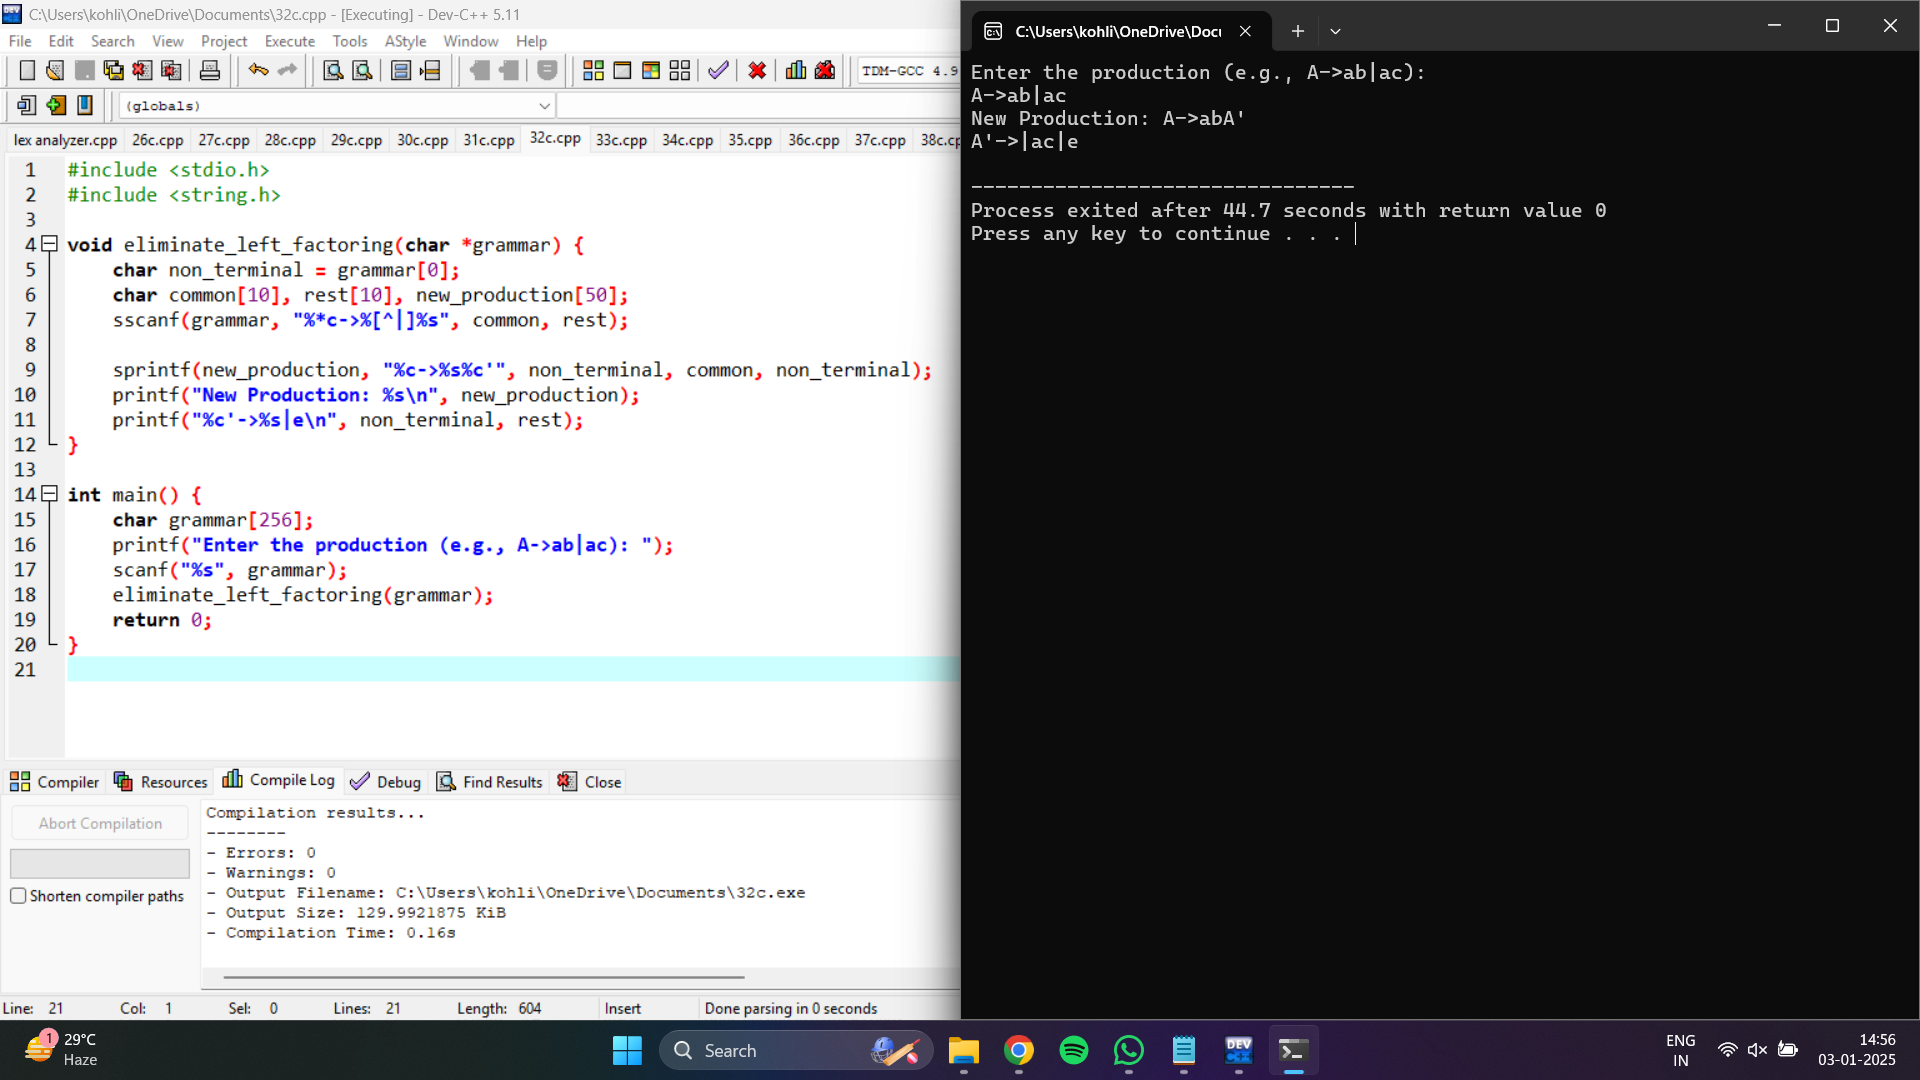 C:\Users\kohli\OneDrive\Documents\32c.cpp - [Executing] - Dev-C++ 5.11
File Edit Search View Project Execute Tools AStyle Window Help
TDM-GCC 4.9
(globals)
lex analyzer.cpp 26c.cpp 27c.cpp 28c.cpp 29c.cpp 30c.cpp 31c.cpp 32c.cpp 33c.cpp 34c.cpp 35.cpp 36c.cpp 37c.cpp 38c.cp
1 #include <stdio.h>
2 #include <string.h>
3
4 void eliminate_left_factoring(char *grammar) {
5 char non_terminal = grammar[0];
6 char common[10], rest[10], new_production[50];
7 sscanf(grammar, "%*c->%[^|]%s", common, rest);
8
9 sprintf(new_production, "%c->%s%c'", non_terminal, common, non_terminal);
10 printf("New Production: %s\n", new_production);
11 printf("%c'->%s|e\n", non_terminal, rest);
12 }
13
14 int main() {
15 char grammar[256];
16 printf("Enter the production (e.g., A->ab|ac): ");
17 scanf("%s", grammar);
18 eliminate_left_factoring(grammar);
19 return 0;
20 }
21
Compiler Resources Compile Log Debug Find Results Close
Abort Compilation
Shorten compiler paths
Compilation results...
--------
- Errors: 0
- Warnings: 0
- Output Filename: C:\Users\kohli\OneDrive\Documents\32c.exe
- Output Size: 129.9921875 KiB
- Compilation Time: 0.16s
Line: 21 Col: 1 Sel: 0 Lines: 21 Length: 604 Insert Done parsing in 0 seconds
C:\Users\kohli\OneDrive\Docu
Enter the production (e.g., A->ab|ac):
A->ab|ac
New Production: A->abA'
A'->|ac|e
--------------------------------
Process exited after 44.7 seconds with return value 0
Press any key to continue . . .
1
29°C
Haze
Search
DEV
C++
ENG
IN
14:56
03-01-2025